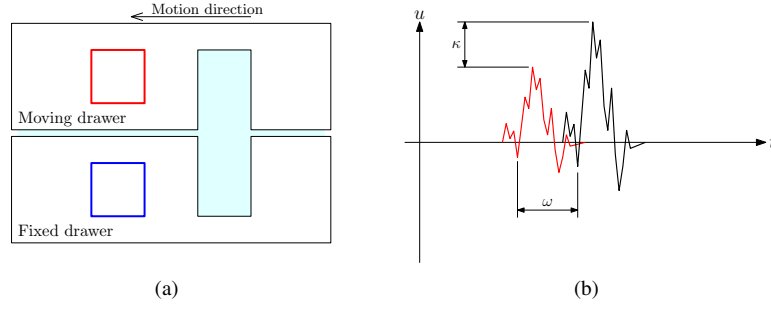 Motion direction
Moving drawer
Fixed drawer
(a)
u
κ
ω
(b)